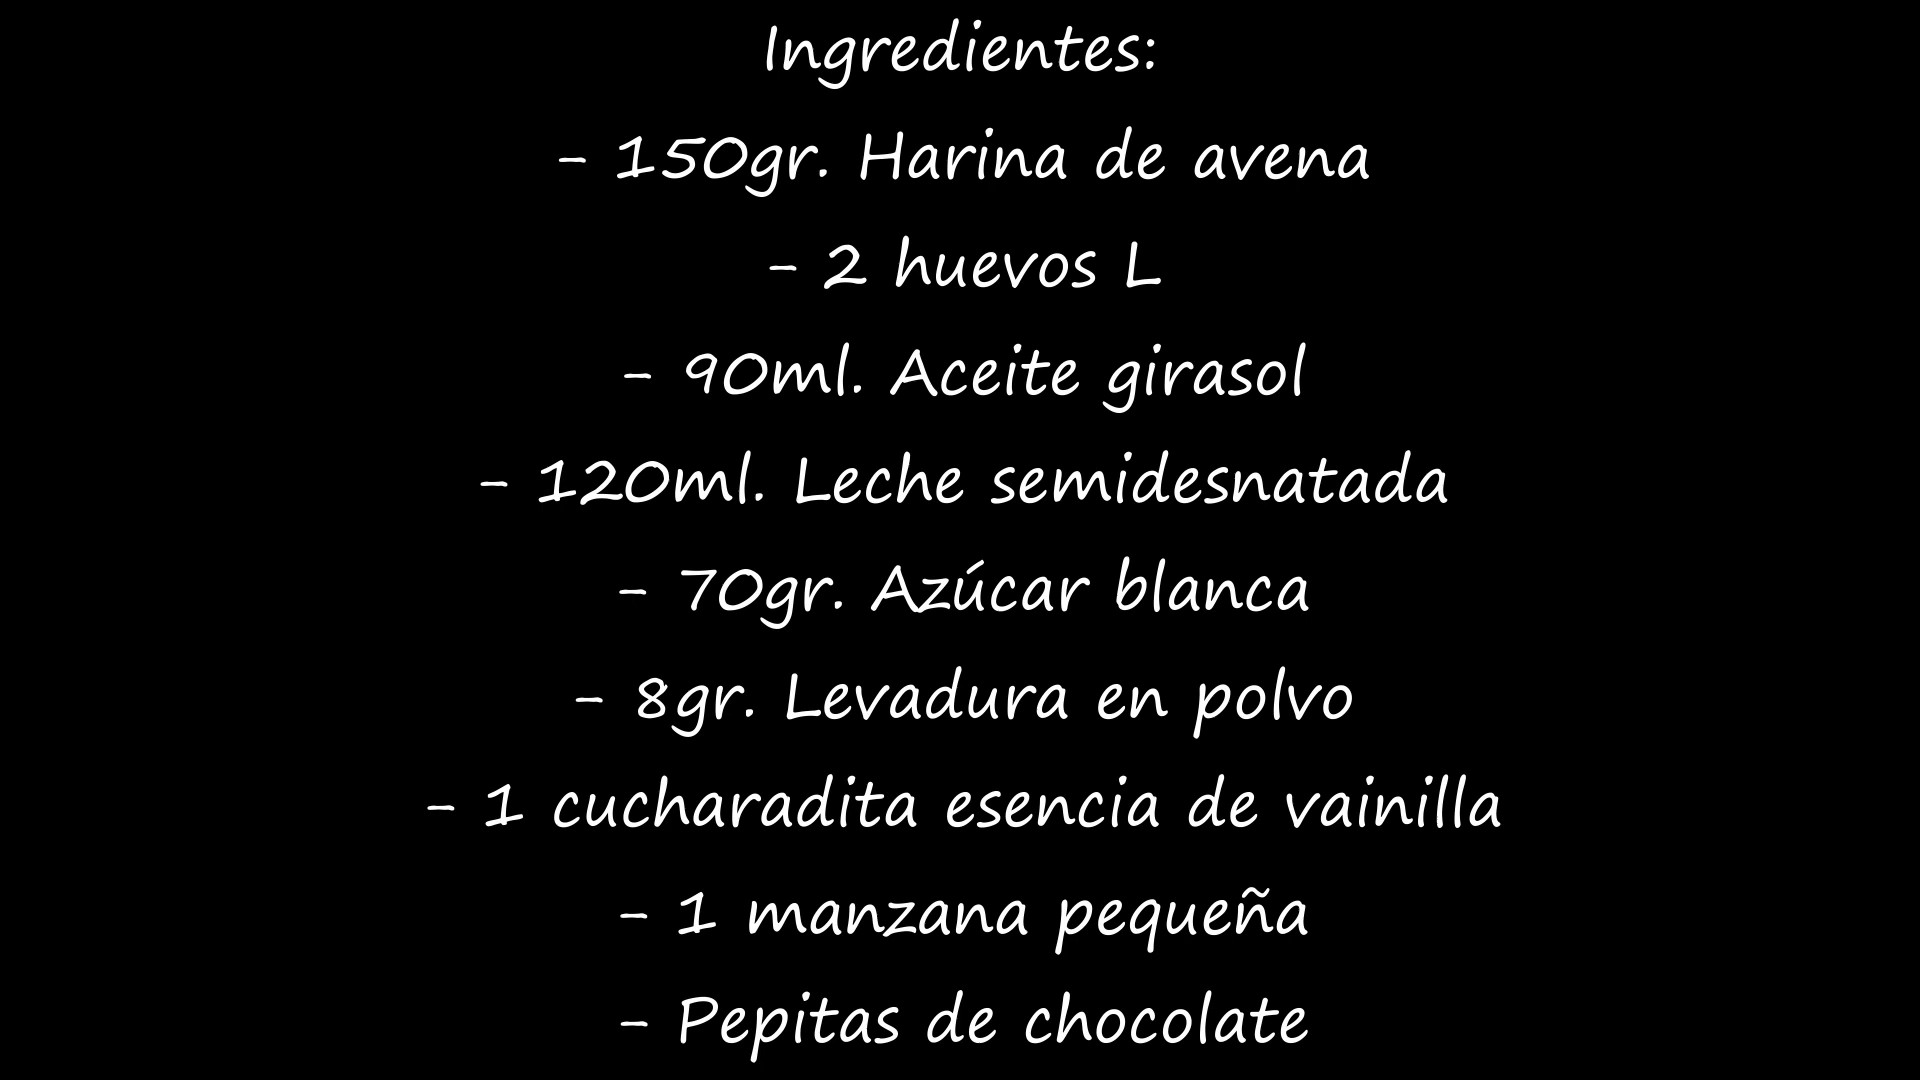 Ingredientes:
- 150gr. Harina de avena
- 2 huevos L
- 90ml. Aceite girasol
- 120ml. Leche semidesnatada
- 70gr. Azúcar blanca
- 8gr. Levadura en polvo
- 1 cucharadita esencia de vainilla
- 1 manzana pequeña
- Pepitas de chocolate